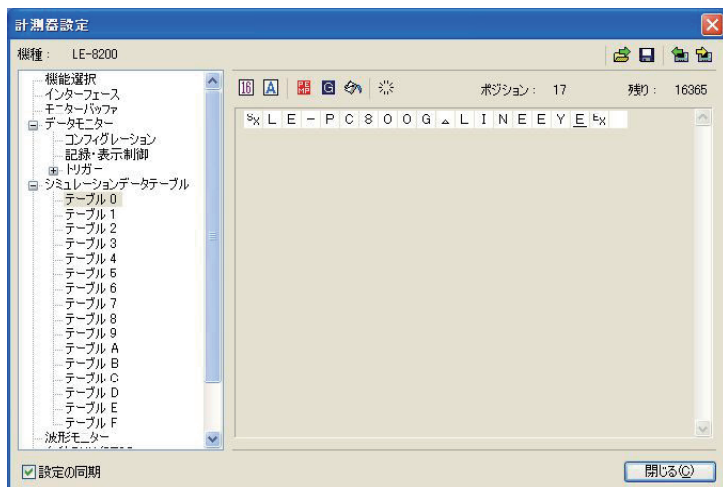 計測器設定
機種： LE-8200
ポジション： 17 残り： 16365
機能選択
インターフェース
モニターバッファ
データモニター
コンフィグレーション
記録・表示制御
トリガー
シミュレーションデータテーブル
テーブル 0
テーブル 1
テーブル 2
テーブル 3
テーブル 4
テーブル 5
テーブル 6
テーブル 7
テーブル 8
テーブル 9
テーブル A
テーブル B
テーブル C
テーブル D
テーブル E
テーブル F
波形モニター
16 A G
SX L E - P C 8 0 0 G L I N E E Y E EX
設定の同期
閉じる(C)